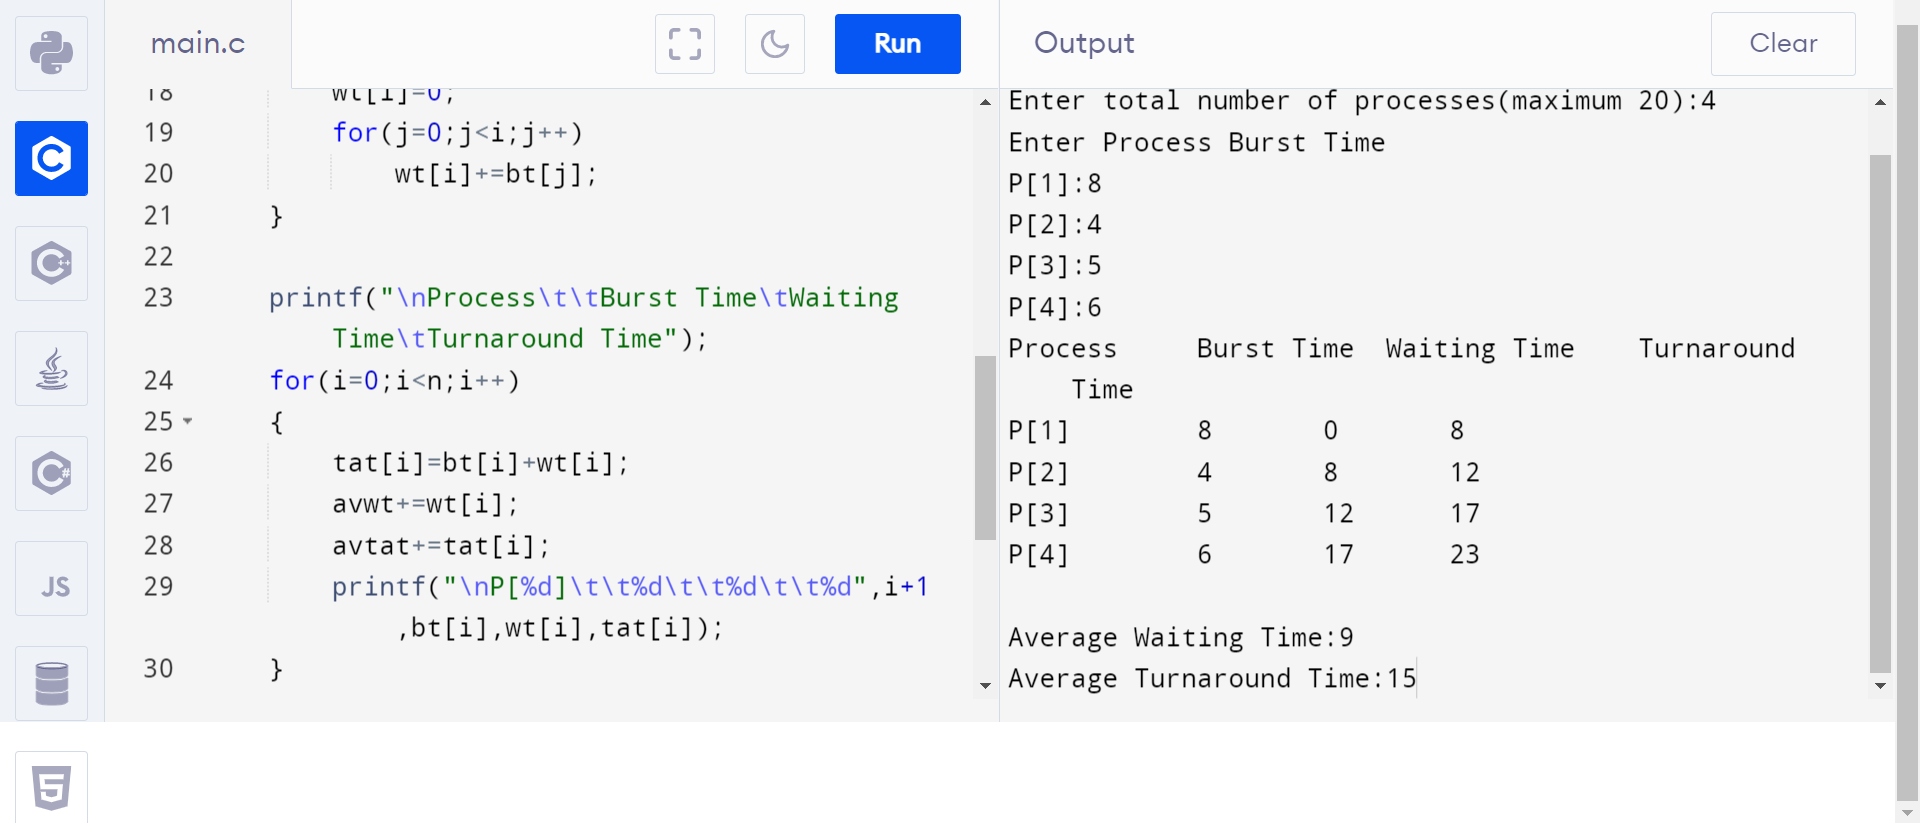 main.c
Run
18 wt[i]=0;
19 for(j=0;j<i;j++)
20 wt[i]+=bt[j];
21 }
22
23 printf("\nProcess\t\tBurst Time\tWaiting
Time\tTurnaround Time");
24 for(i=0;i<n;i++)
25 {
26 tat[i]=bt[i]+wt[i];
27 avwt+=wt[i];
28 avtat+=tat[i];
29 printf("\nP[%d]\t\t%d\t\t%d\t\t%d",i+1
,bt[i],wt[i],tat[i]);
30 }
JS
Output
Clear
Enter total number of processes(maximum 20):4
Enter Process Burst Time
P[1]:8
P[2]:4
P[3]:5
P[4]:6
Process Burst Time Waiting Time Turnaround
Time
P[1] 8 0 8
P[2] 4 8 12
P[3] 5 12 17
P[4] 6 17 23
Average Waiting Time:9
Average Turnaround Time:15